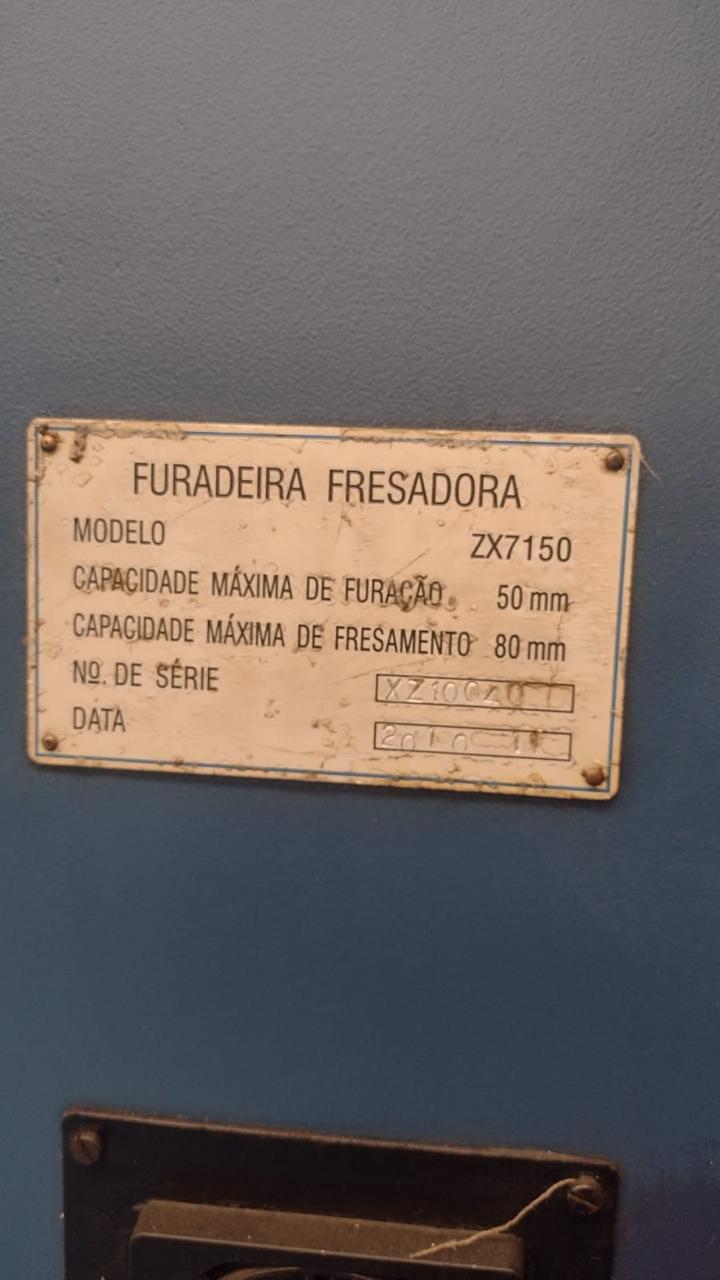 FURADEIRA FRESADORA
MODELO ZX7150
CAPACIDADE MÁXIMA DE FURAÇÃO 50 mm
CAPACIDADE MÁXIMA DE FRESAMENTO 80 mm
Nº. DE SÉRIE
DATA 2010